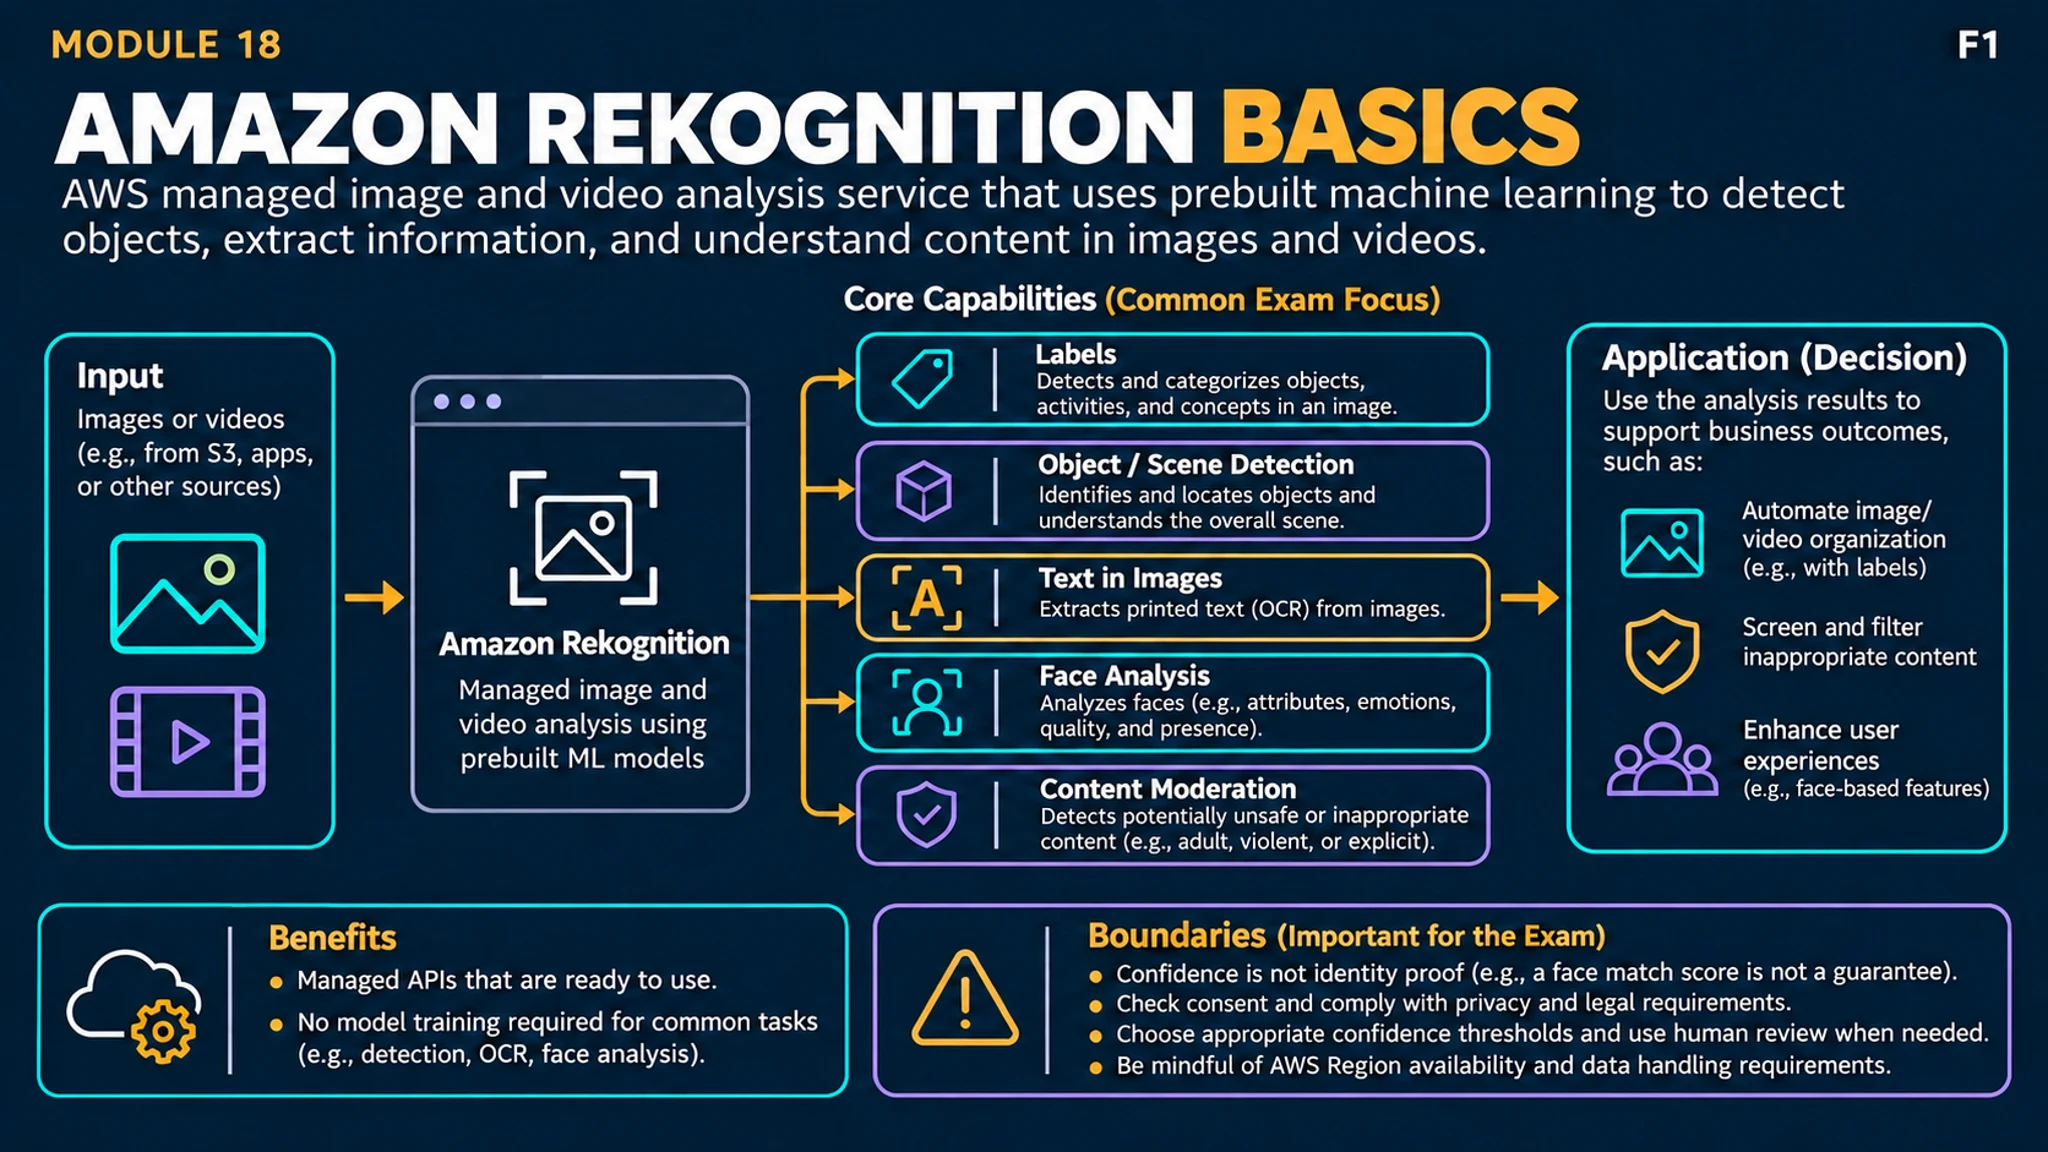 MODULE 18
F1
AMAZON REKOGNITION BASICS
AWS managed image and video analysis service that uses prebuilt machine learning to detect
objects, extract information, and understand content in images and videos.
Core Capabilities (Common Exam Focus)
Input
Images or videos
(e.g., from S3, apps,
or other sources)
Amazon Rekognition
Managed image and
video analysis using
prebuilt ML models
Labels
Detects and categorizes objects,
activities, and concepts in an image.
Object / Scene Detection
Identifies and locates objects and
understands the overall scene.
A
Text in Images
Extracts printed text (OCR) from images.
Face Analysis
Analyzes faces (e.g., attributes, emotions,
quality, and presence).
Content Moderation
Detects potentially unsafe or inappropriate
content (e.g., adult, violent, or explicit).
Application (Decision)
Use the analysis results to
support business outcomes,
such as:
Automate image/
video organization
(e.g., with labels)
Screen and filter
inappropriate content
Enhance user
experiences
(e.g., face-based features)
Benefits
• Managed APIs that are ready to use.
• No model training required for common tasks
(e.g., detection, OCR, face analysis).
Boundaries (Important for the Exam)
• Confidence is not identity proof (e.g., a face match score is not a guarantee).
• Check consent and comply with privacy and legal requirements.
• Choose appropriate confidence thresholds and use human review when needed.
• Be mindful of AWS Region availability and data handling requirements.